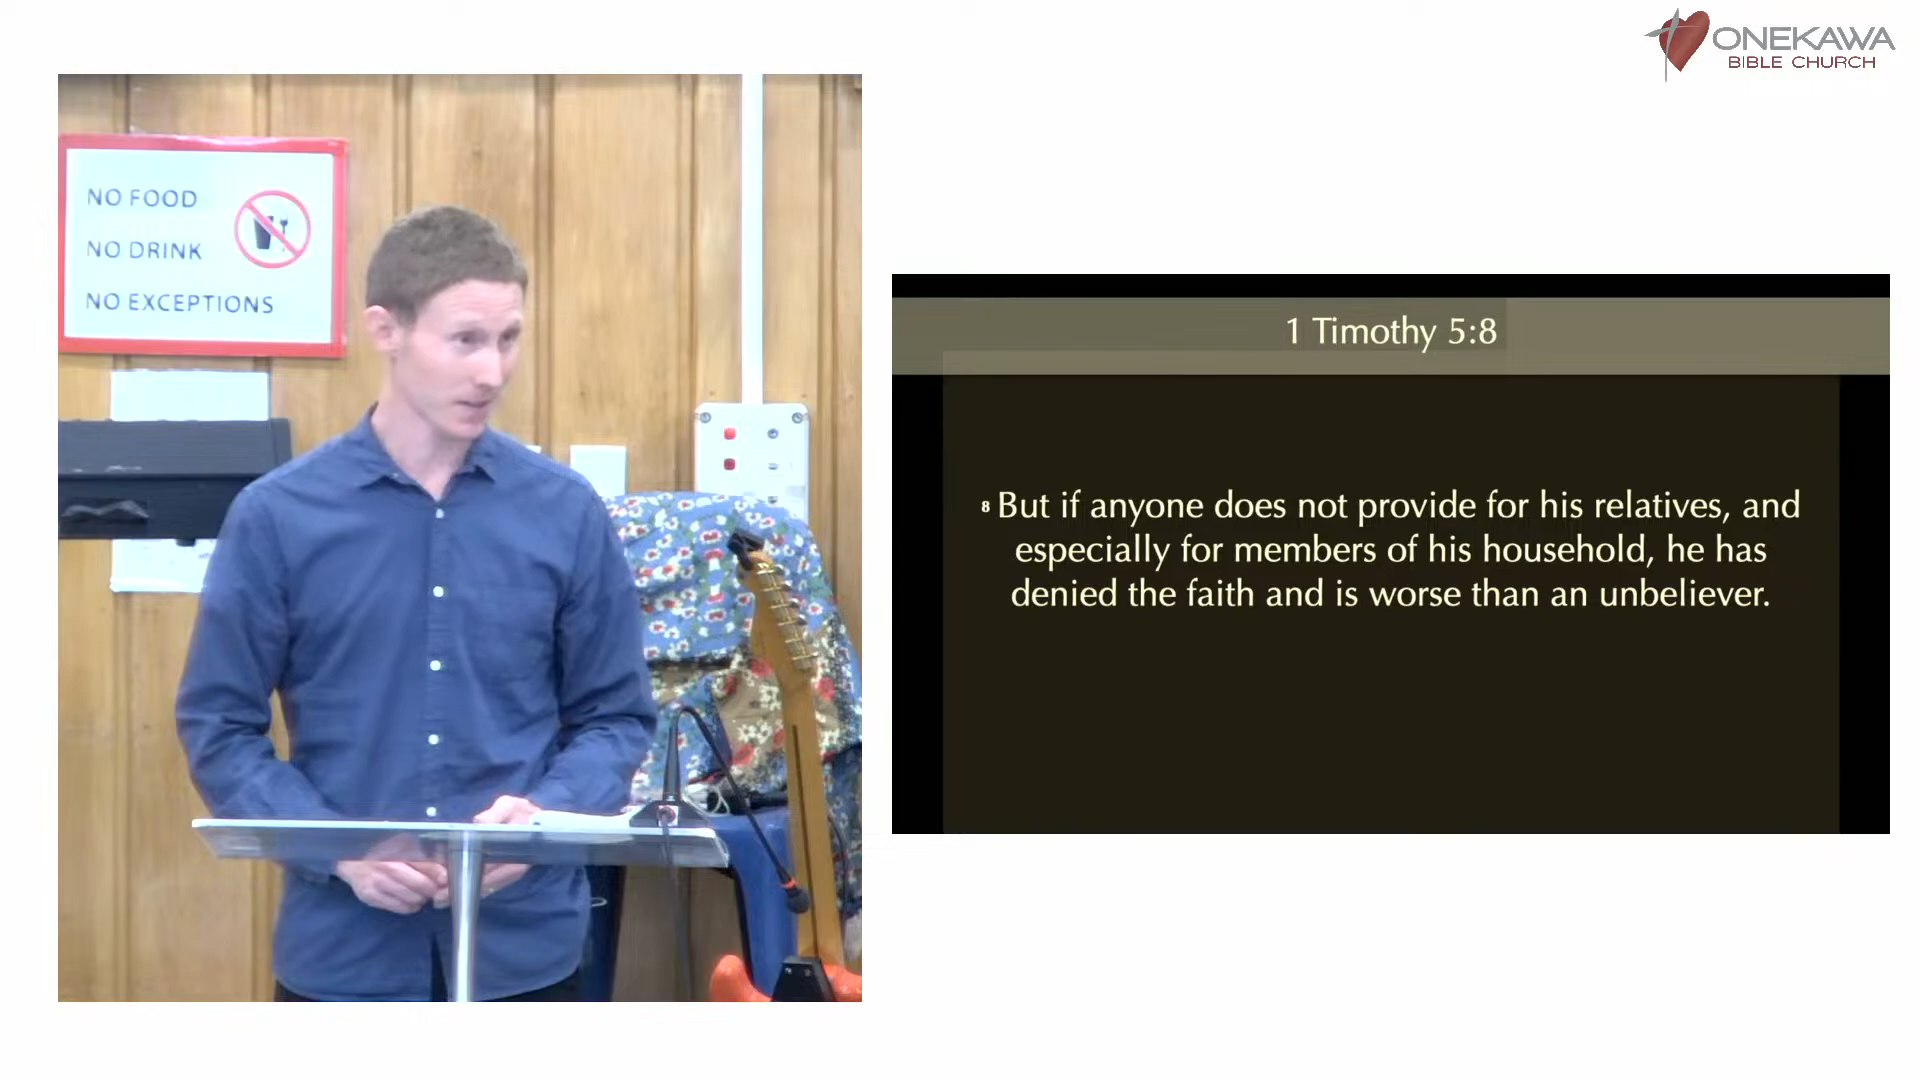 ONEKAWA
BIBLE CHURCH
NO FOOD
NO DRINK
NO EXCEPTIONS
1 Timothy 5:8
8 But if anyone does not provide for his relatives, and
especially for members of his household, he has
denied the faith and is worse than an unbeliever.